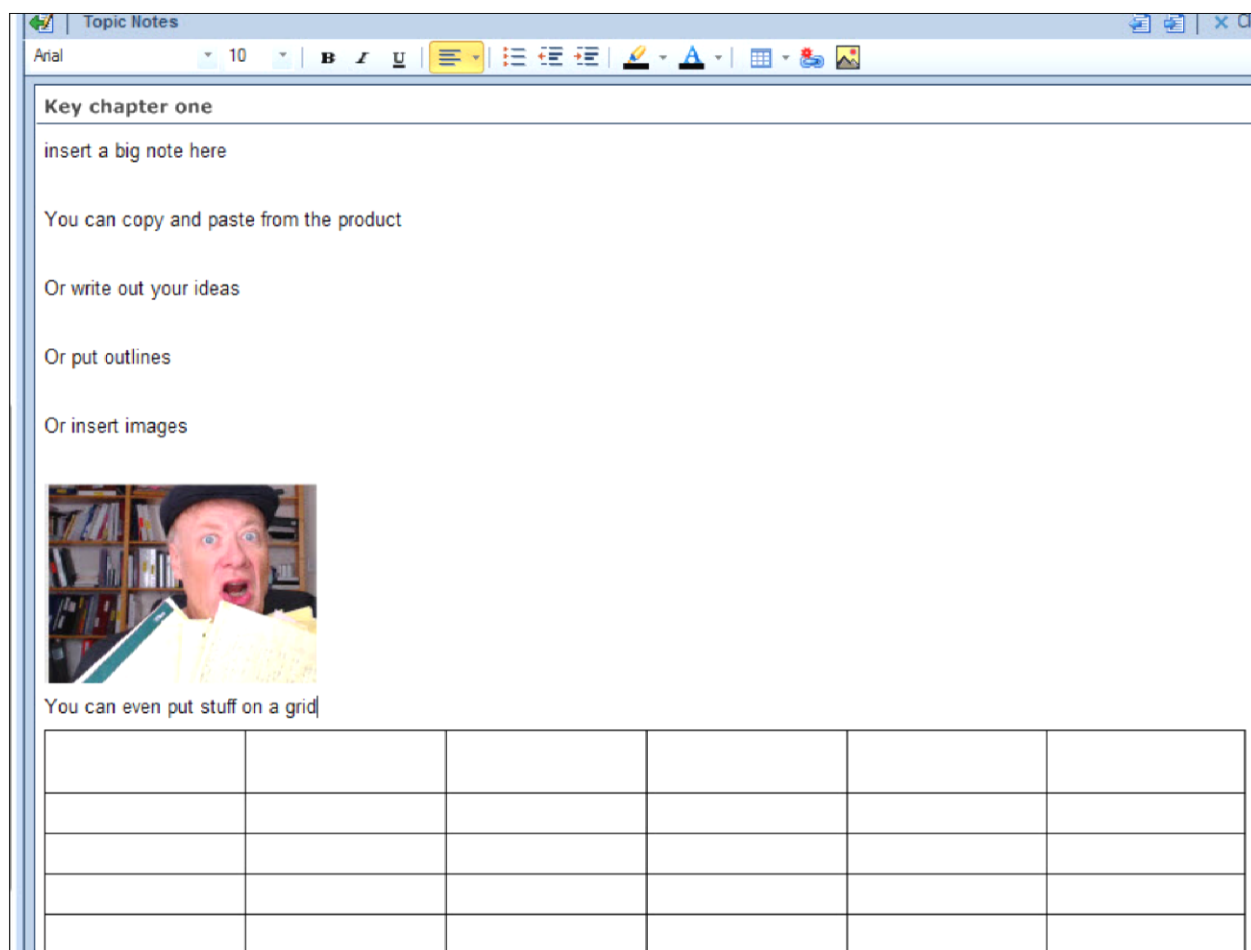 Topic Notes
Arial 10 B I U A
Key chapter one
insert a big note here
You can copy and paste from the product
Or write out your ideas
Or put outlines
Or insert images
You can even put stuff on a grid